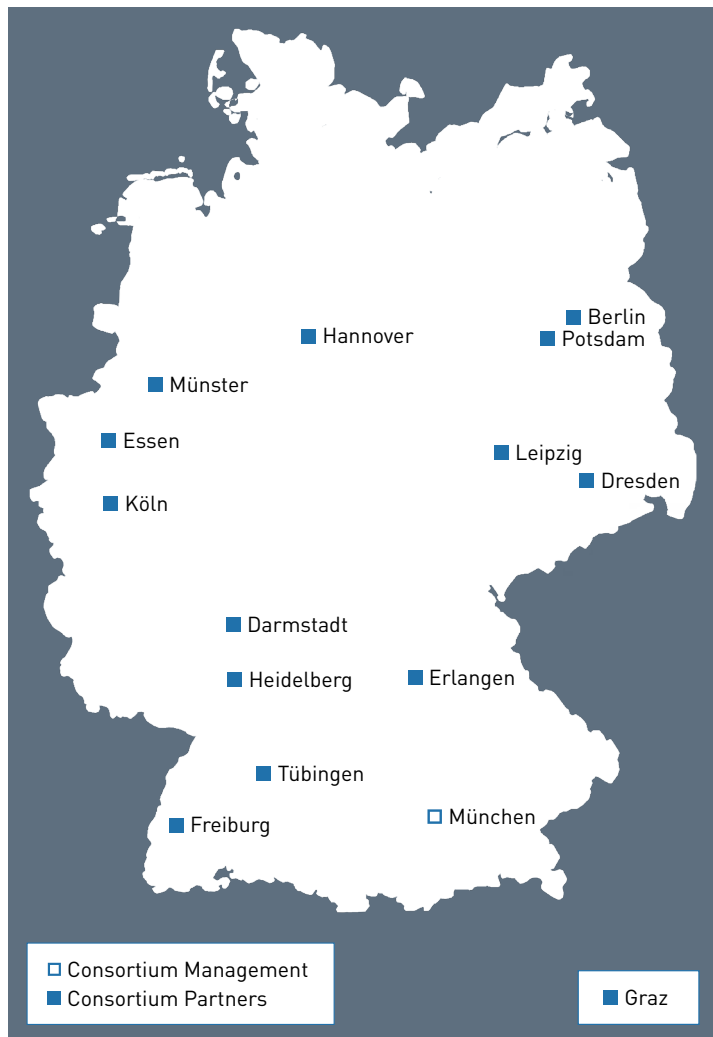 Berlin
Hannover
Potsdam
Münster
Essen
Leipzig
Dresden
Köln
Darmstadt
Heidelberg
Erlangen
Tübingen
München
Freiburg
Consortium Management
Consortium Partners
Graz